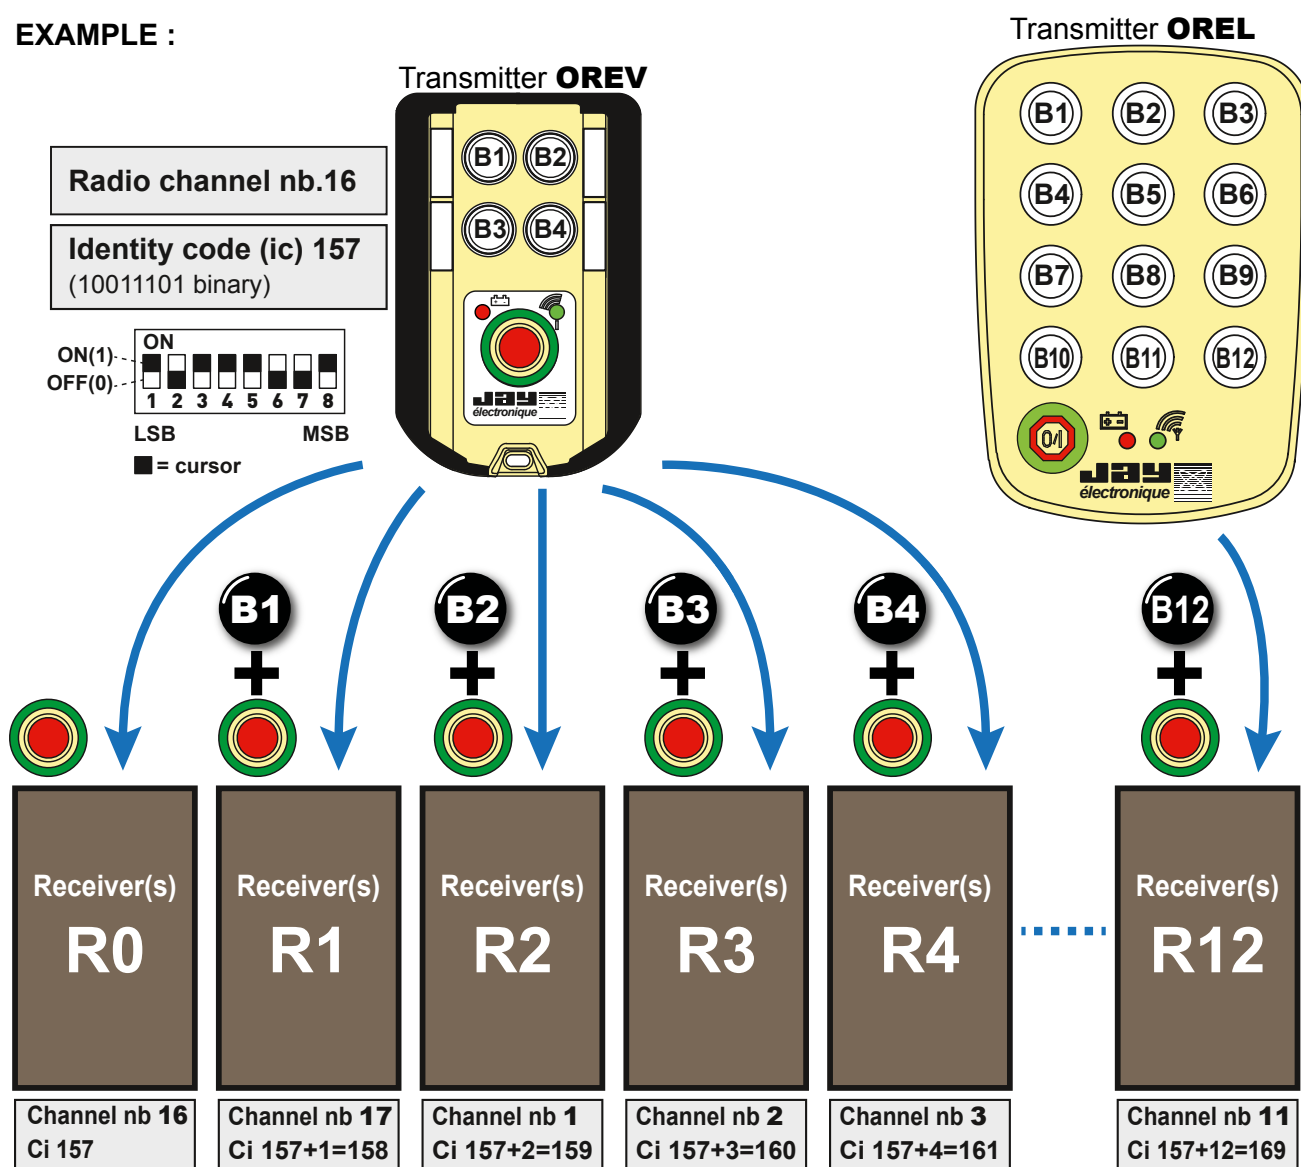 EXAMPLE :
Transmitter OREV
Transmitter OREL
Radio channel nb.16
Identity code (ic) 157
(10011101 binary)
ON
ON(1)
OFF(0)
1 2 3 4 5 6 7 8
LSB MSB
= cursor
B1 B2
B3 B4
Jay
électronique
B1 B2 B3
B4 B5 B6
B7 B8 B9
B10 B11 B12
O/I
Jay
électronique
B1 B2 B3 B4 B12
+ + + + +
Receiver(s)
R0
Receiver(s)
R1
Receiver(s)
R2
Receiver(s)
R3
Receiver(s)
R4
Receiver(s)
R12
Channel nb 16
Ci 157
Channel nb 17
Ci 157+1=158
Channel nb 1
Ci 157+2=159
Channel nb 2
Ci 157+3=160
Channel nb 3
Ci 157+4=161
Channel nb 11
Ci 157+12=169